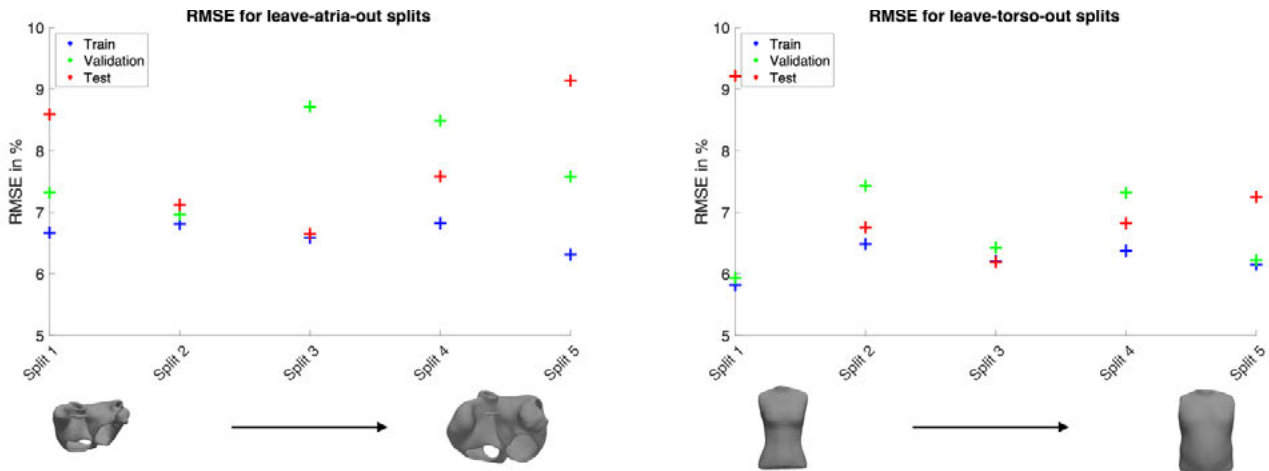 RMSE for leave-atria-out splits
10
9
8
7
6
5
RMSE in %
Train
Validation
Test
Split 1
Split 2
Split 3
Split 4
Split 5
RMSE for leave-torso-out splits
10
9
8
7
6
5
RMSE in %
Train
Validation
Test
Split 1
Split 2
Split 3
Split 4
Split 5